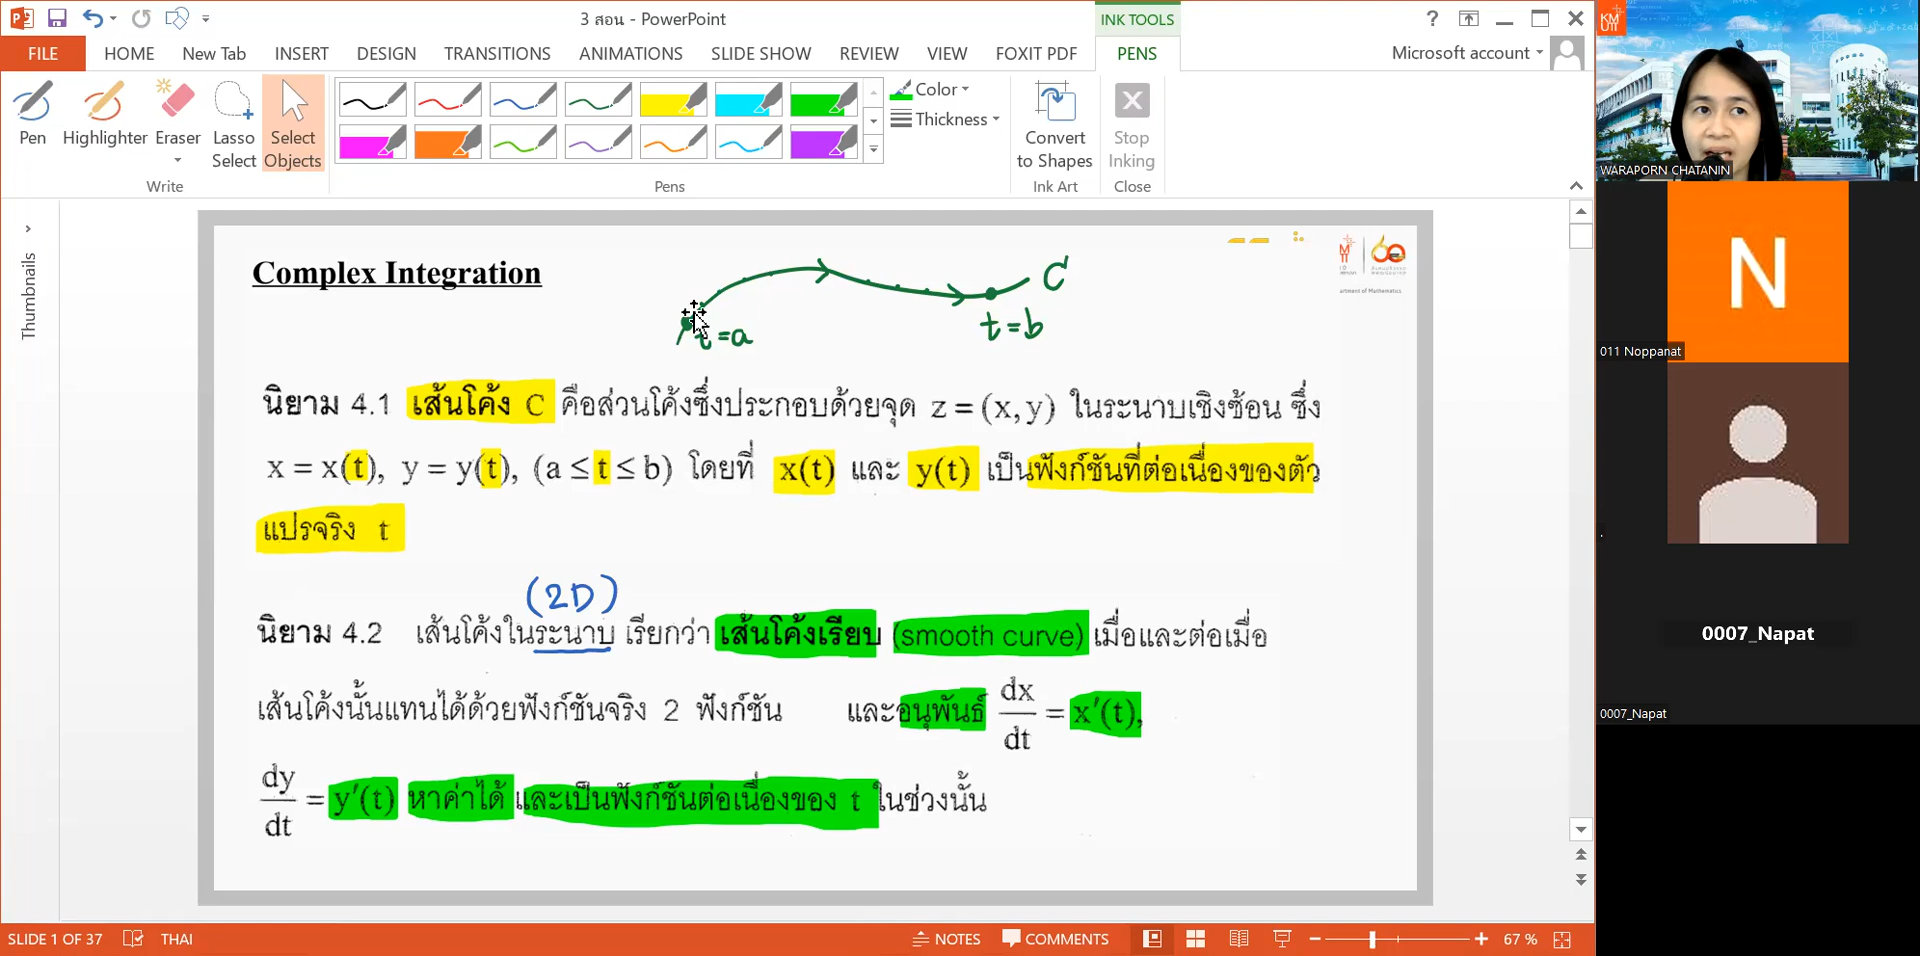 3 สอน - PowerPoint
INK TOOLS
FILE HOME New Tab INSERT DESIGN TRANSITIONS ANIMATIONS SLIDE SHOW REVIEW VIEW FOXIT PDF PENS
Microsoft account
Pen Highlighter Eraser Lasso Select Select Objects
Color
Thickness
Convert to Shapes
Stop Inking
Write Pens Ink Art Close
Thumbnails
Complex Integration
C
t = a
t = b
นิยาม 4.1 เส้นโค้ง C คือส่วนโค้งซึ่งประกอบด้วยจุด z = (x, y) ในระนาบเชิงซ้อน ซึ่ง
x = x(t), y = y(t), (a ≤ t ≤ b) โดยที่ x(t) และ y(t) เป็นฟังก์ชันที่ต่อเนื่องของตัว
แปรจริง t
(2D)
นิยาม 4.2 เส้นโค้งในระนาบ เรียกว่า เส้นโค้งเรียบ (smooth curve) เมื่อและต่อเมื่อ
เส้นโค้งนั้นแทนได้ด้วยฟังก์ชันจริง 2 ฟังก์ชัน และอนุพันธ์ dx/dt = x′(t),
dy/dt = y′(t) หาค่าได้ และเป็นฟังก์ชันต่อเนื่องของ t ในช่วงนั้น
artment of Mathematics
SLIDE 1 OF 37 THAI NOTES COMMENTS 67 %
WARAPORN CHATANIN
N
011 Noppanat
0007_Napat
0007_Napat